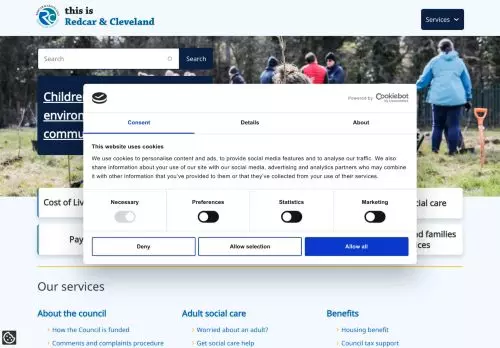 this is
Redcar & Cleveland
Services
Search
Search
Children
environ
commu
Powered by Cookiebot
Consent
Details
About
This website uses cookies
We use cookies to personalise content and ads, to provide social media features and to analyse our traffic. We also
share information about your use of our site with our social media, advertising and analytics partners who may combine
it with other information that you've provided to them or that they've collected from your use of their services.
Necessary
Preferences
Statistics
Marketing
Deny
Allow selection
Allow all
Cost of Liv
cial care
Pay
and families
ices
Our services
About the council
Adult social care
Benefits
How the Council is funded
Worried about an adult?
Housing benefit
Comments and complaints procedure
Get social care help
Council tax support